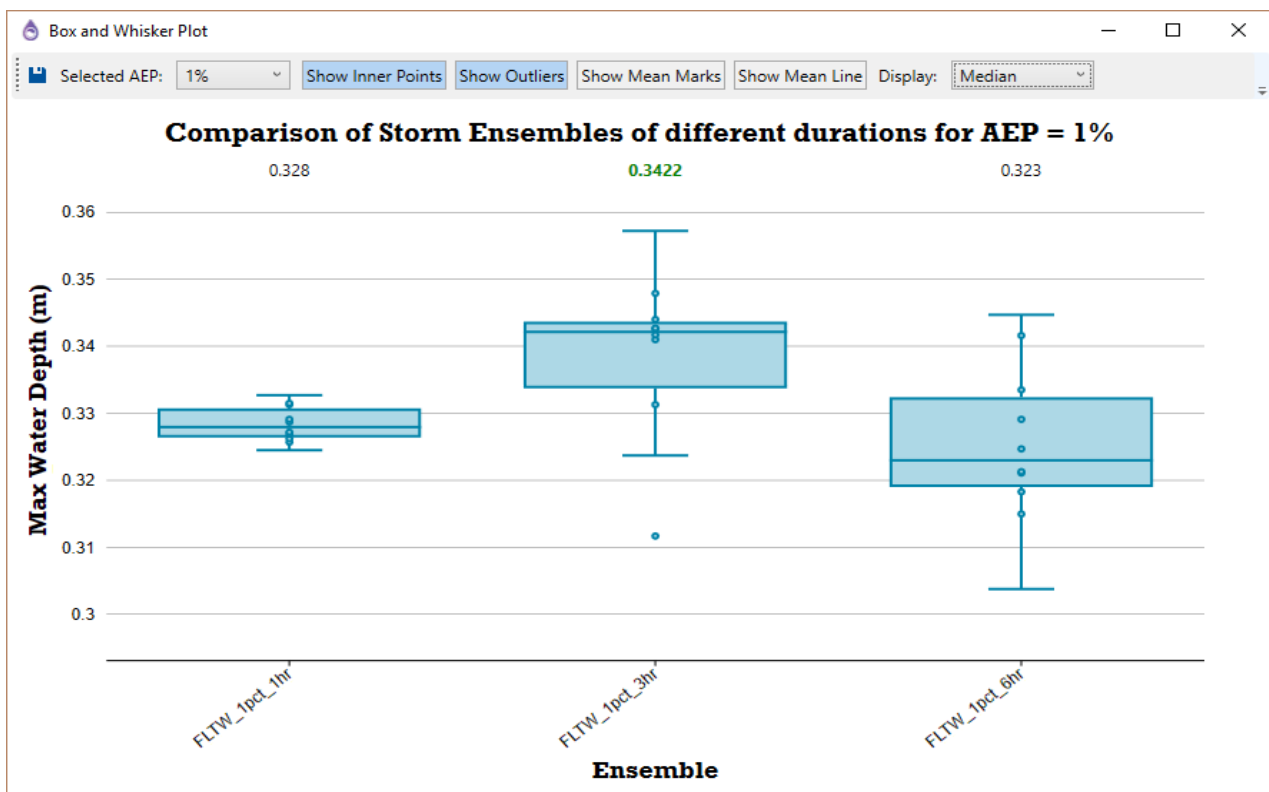 Box and Whisker Plot
Selected AEP: 1% Show Inner Points Show Outliers Show Mean Marks Show Mean Line Display: Median
Comparison of Storm Ensembles of different durations for AEP = 1%
0.328 0.3422 0.323
0.36
0.35
0.34
0.33
0.32
0.31
0.3
Max Water Depth (m)
FLTW_1pct_1hr FLTW_1pct_3hr FLTW_1pct_6hr
Ensemble